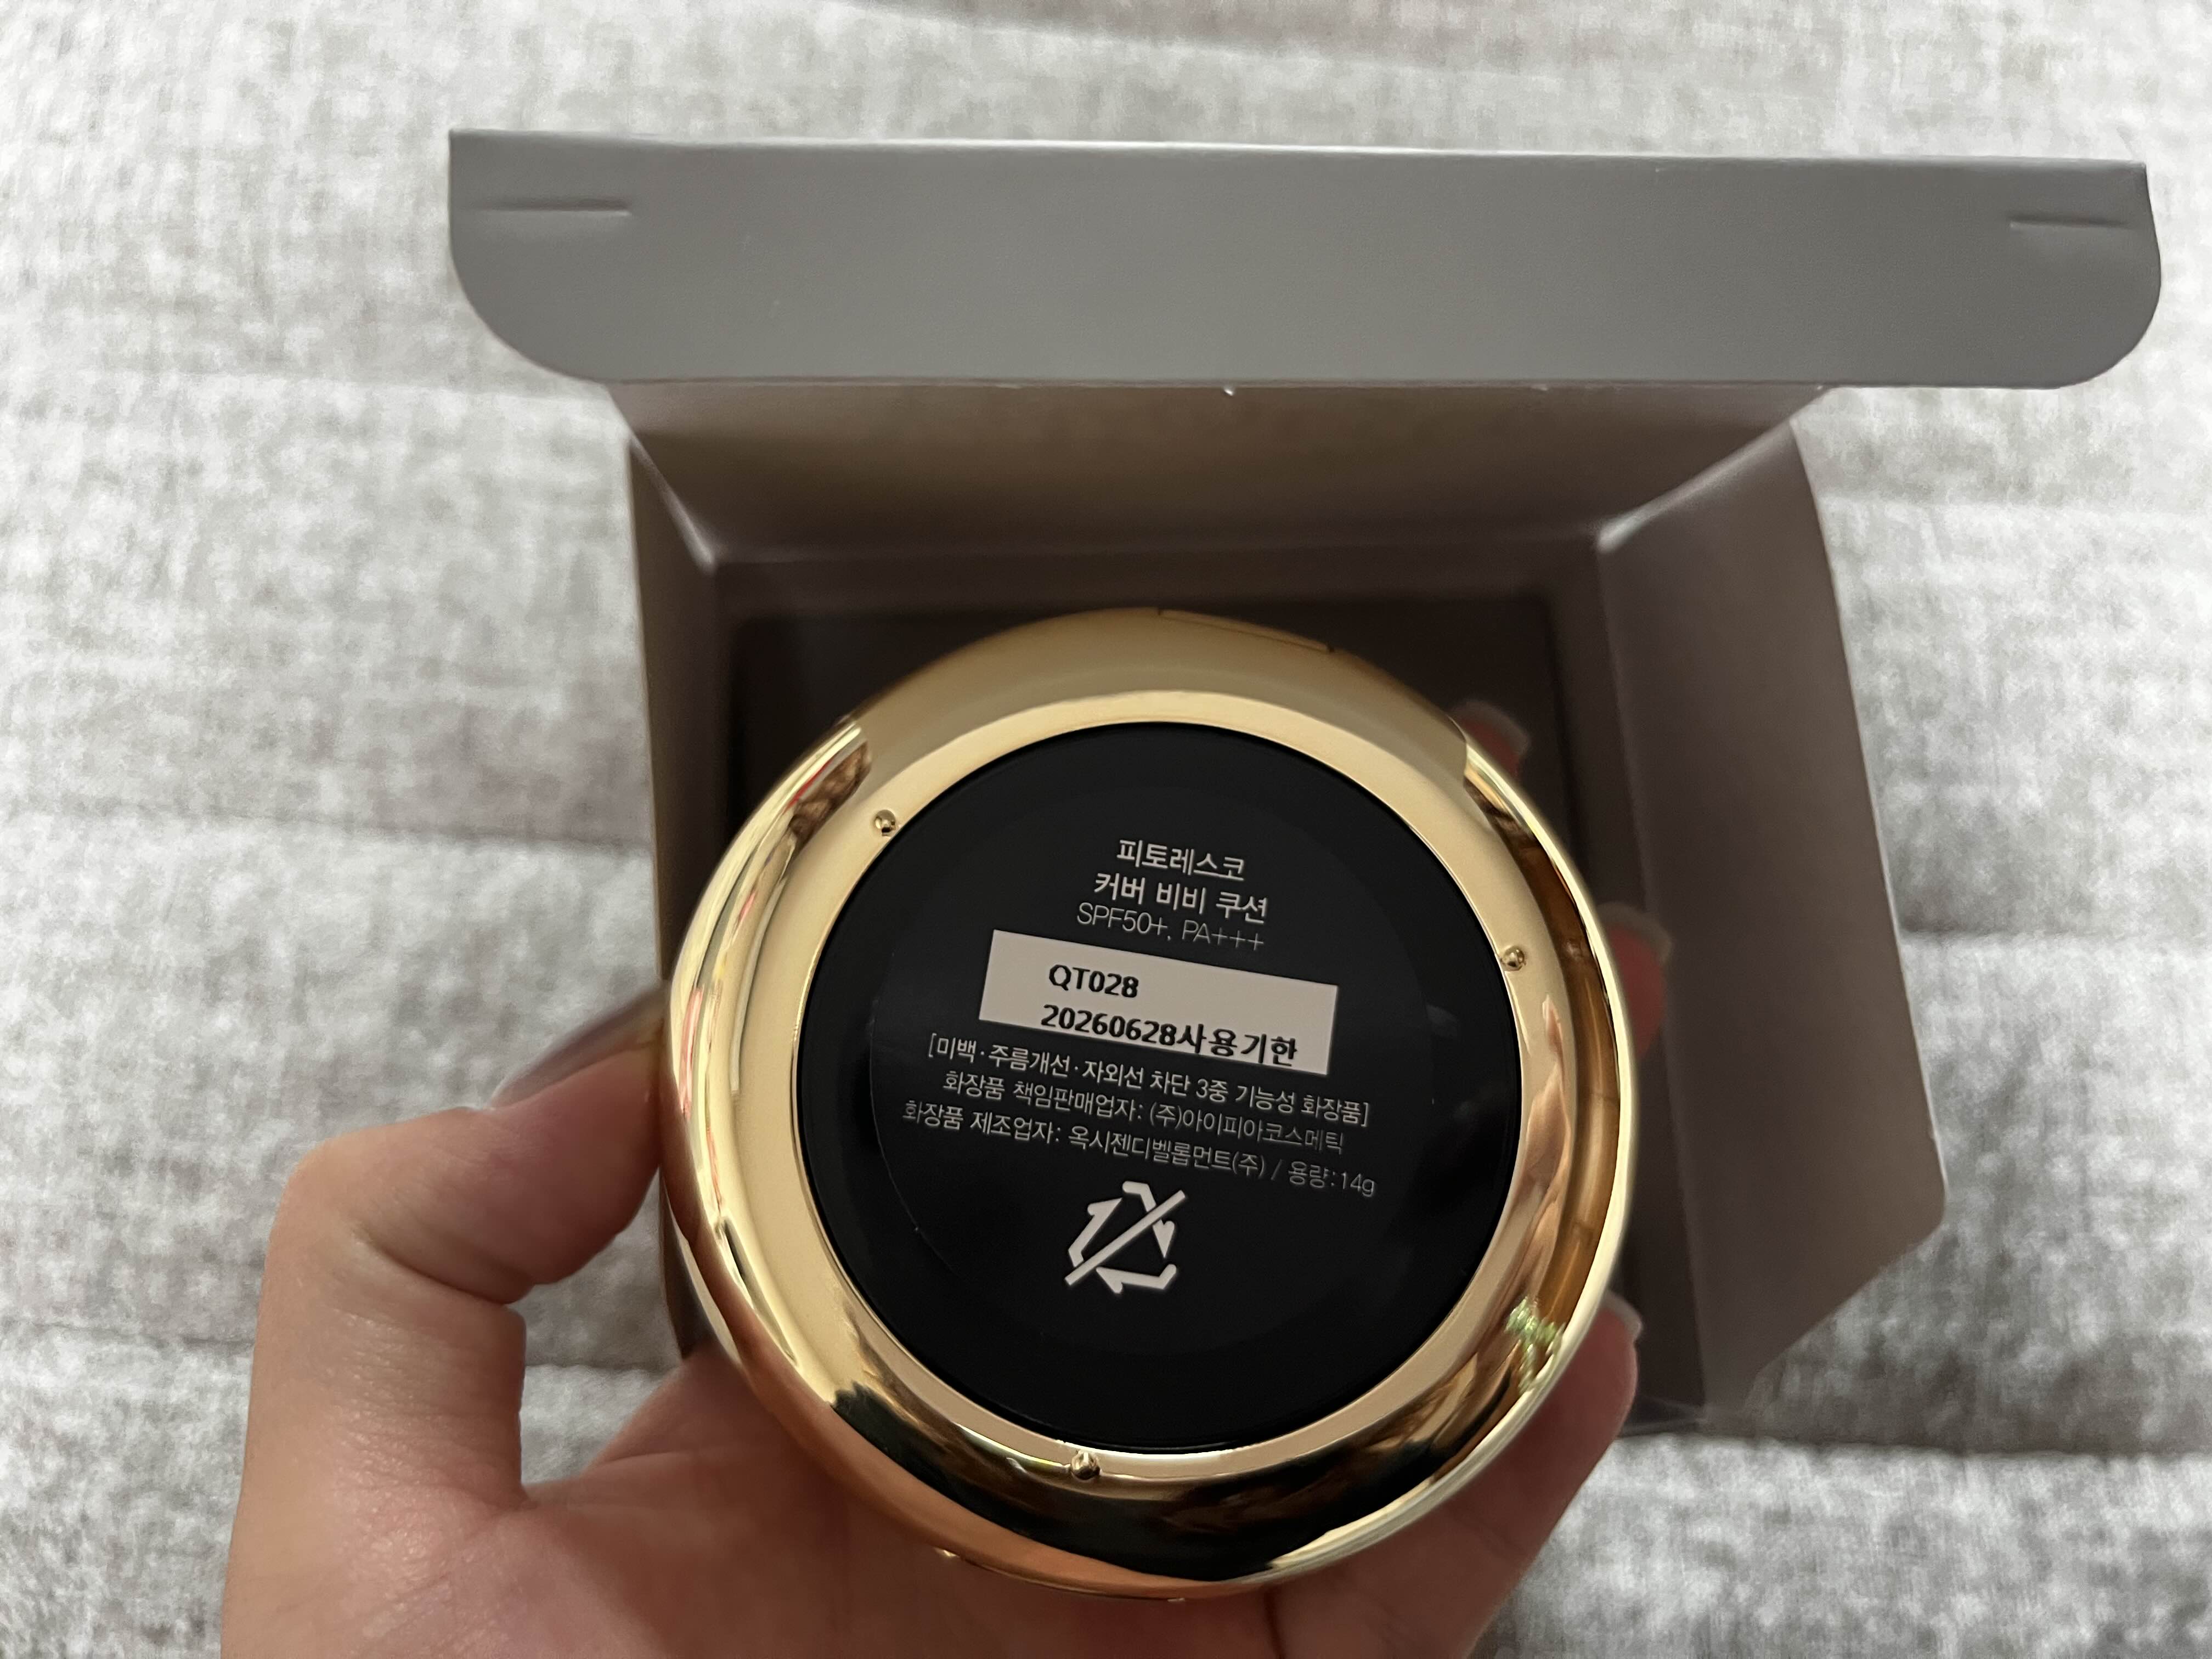 피토레스코
커버 비비 쿠션
SPF50+, PA+++
QT028
20260628사용기한
[미백·주름개선·자외선 차단 3중 기능성 화장품]
화장품 책임판매업자: (주)아이피아코스메틱
화장품 제조업자: 옥시젠디벨롭먼트(주) / 용량:14g